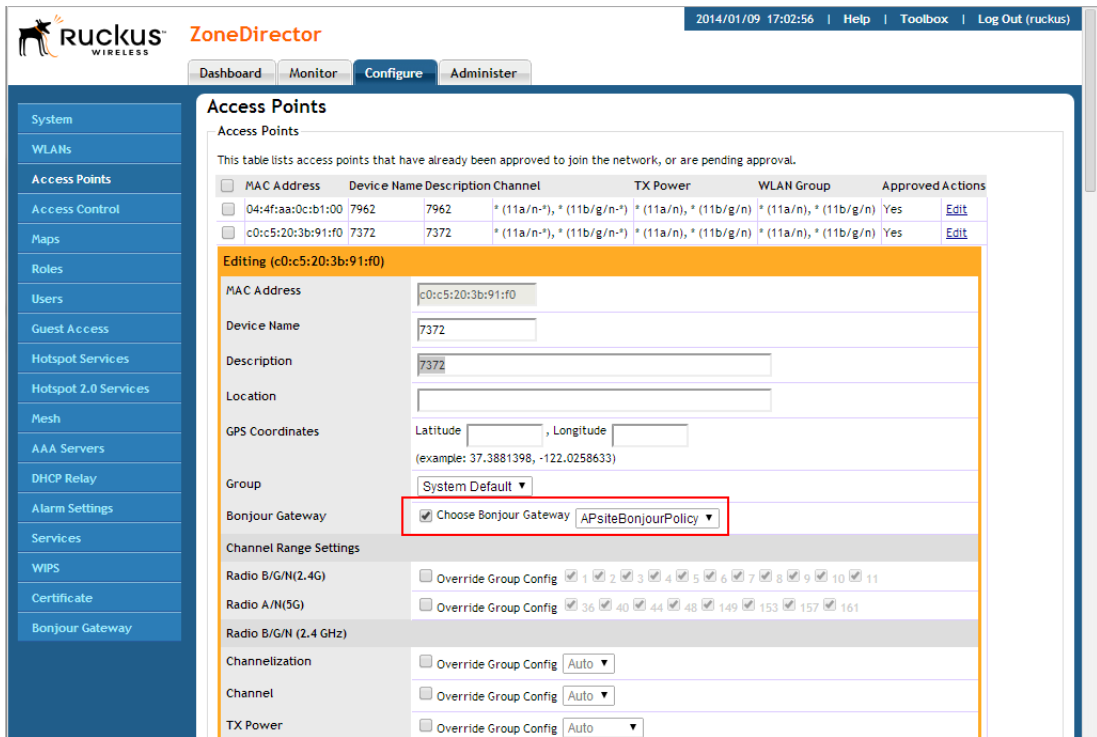 2014/01/09 17:02:56 | Help | Toolbox | Log Out (ruckus)
RUCKUS™
WIRELESS
ZoneDirector
Dashboard Monitor Configure Administer
System
WLANs
Access Points
Access Control
Maps
Roles
Users
Guest Access
Hotspot Services
Hotspot 2.0 Services
Mesh
AAA Servers
DHCP Relay
Alarm Settings
Services
WIPS
Certificate
Bonjour Gateway
Access Points
Access Points
This table lists access points that have already been approved to join the network, or are pending approval.
MAC Address Device Name Description Channel TX Power WLAN Group Approved Actions
04:4f:aa:0c:b1:00 7962 7962 * (11a/n-*), * (11b/g/n-*) * (11a/n), * (11b/g/n) * (11a/n), * (11b/g/n) Yes Edit
c0:c5:20:3b:91:f0 7372 7372 * (11a/n-*), * (11b/g/n-*) * (11a/n), * (11b/g/n) * (11a/n), * (11b/g/n) Yes Edit
Editing (c0:c5:20:3b:91:f0)
MAC Address c0:c5:20:3b:91:f0
Device Name 7372
Description 7372
Location
GPS Coordinates Latitude , Longitude
(example: 37.3881398, -122.0258633)
Group System Default
Bonjour Gateway Choose Bonjour Gateway APsiteBonjourPolicy
Channel Range Settings
Radio B/G/N(2.4G) Override Group Config 1 2 3 4 5 6 7 8 9 10 11
Radio A/N(5G) Override Group Config 36 40 44 48 149 153 157 161
Radio B/G/N (2.4 GHz)
Channelization Override Group Config Auto
Channel Override Group Config Auto
TX Power Override Group Config Auto